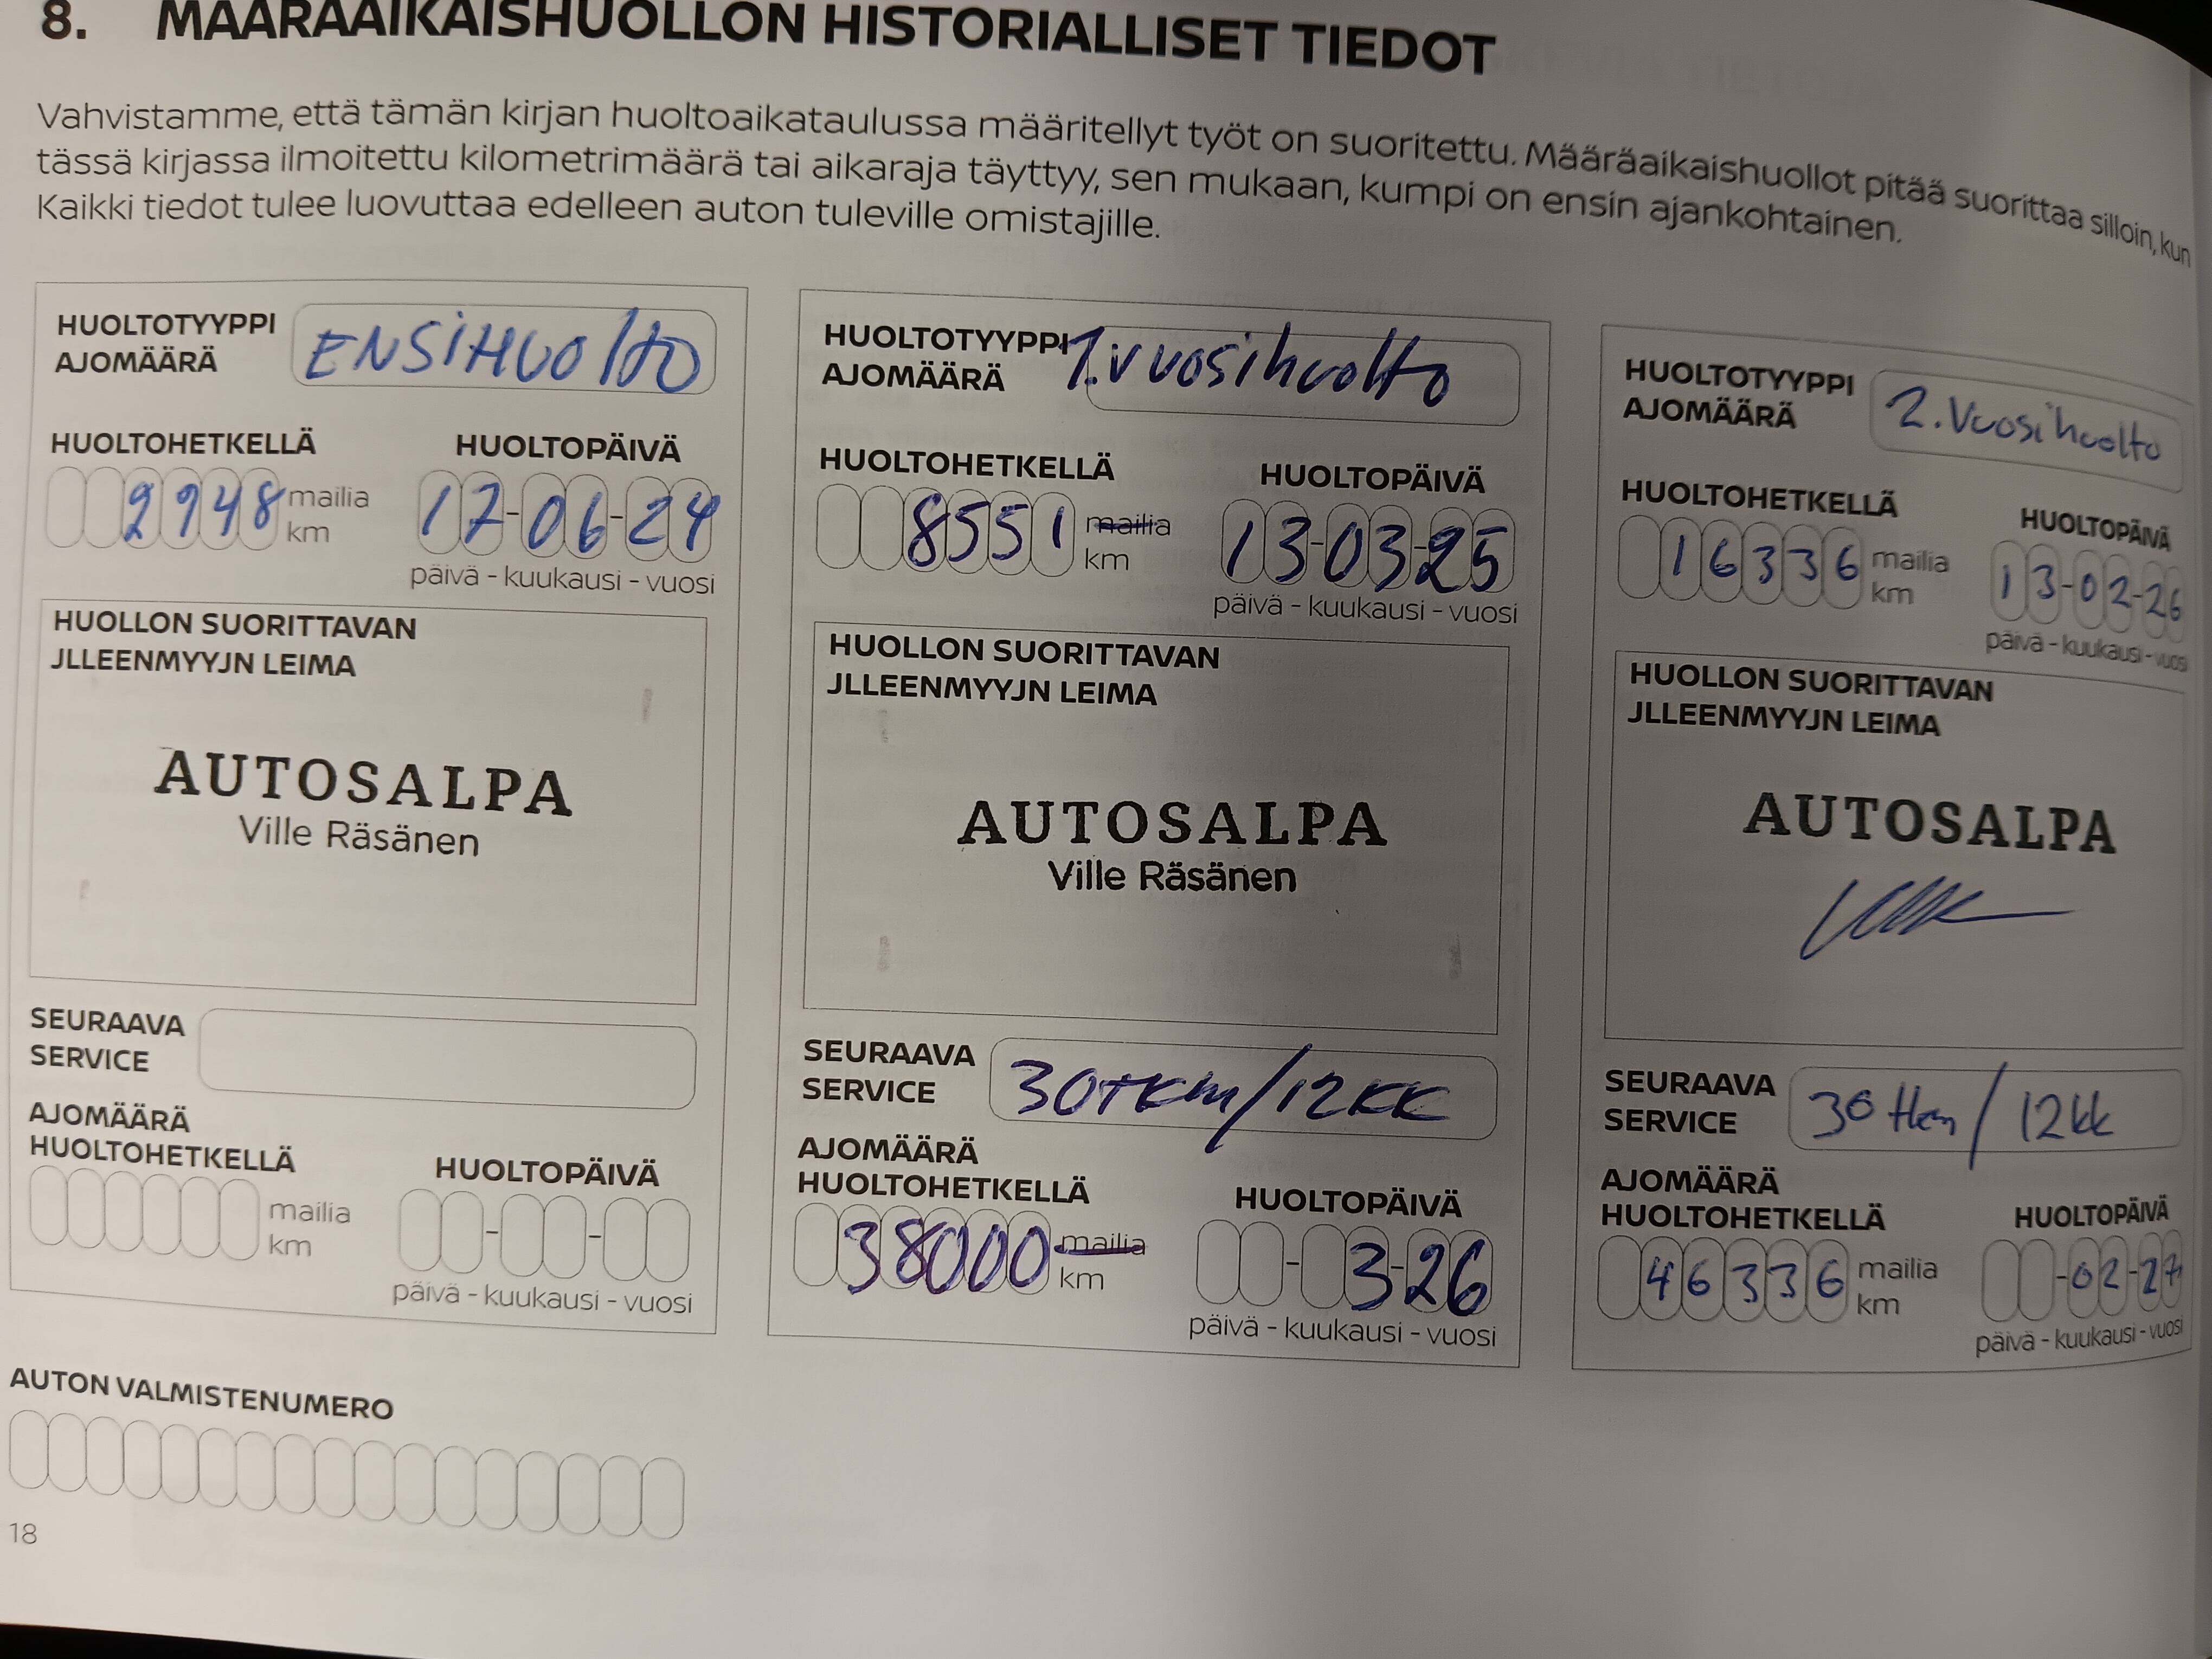 8. MÄÄRÄAIKAISHUOLLON HISTORIALLISET TIEDOT
Vahvistamme, että tämän kirjan huoltoaikataulussa määritellyt työt on suoritettu. Määräaikaishuollot pitää suorittaa silloin, kun
tässä kirjassa ilmoitettu kilometrimäärä tai aikaraja täyttyy, sen mukaan, kumpi on ensin ajankohtainen.
Kaikki tiedot tulee luovuttaa edelleen auton tuleville omistajille.
HUOLTOTYYPPI ENSIHUOLTO
AJOMÄÄRÄ
HUOLTOHETKELLÄ HUOLTOPÄIVÄ
2948 mailia 17-06-24
km
päivä - kuukausi - vuosi
HUOLLON SUORITTAVAN
JLLEENMYYJN LEIMA
AUTOSALPA
Ville Räsänen
SEURAAVA
SERVICE
AJOMÄÄRÄ
HUOLTOHETKELLÄ HUOLTOPÄIVÄ
mailia - -
km
päivä - kuukausi - vuosi
HUOLTOTYYPPI 1.vuosihuolto
AJOMÄÄRÄ
HUOLTOHETKELLÄ HUOLTOPÄIVÄ
8551 mailia 13-03-25
km
päivä - kuukausi - vuosi
HUOLLON SUORITTAVAN
JLLEENMYYJN LEIMA
AUTOSALPA
Ville Räsänen
SEURAAVA 30tkm/12KK
SERVICE
AJOMÄÄRÄ
HUOLTOHETKELLÄ HUOLTOPÄIVÄ
38000 mailia - 3-26
km
päivä - kuukausi - vuosi
HUOLTOTYYPPI 2.Vuosihuolto
AJOMÄÄRÄ
HUOLTOHETKELLÄ HUOLTOPÄIVÄ
16336 mailia 13-02-26
km
päivä - kuukausi - vuosi
HUOLLON SUORITTAVAN
JLLEENMYYJN LEIMA
AUTOSALPA
SEURAAVA 30tkm/12kk
SERVICE
AJOMÄÄRÄ
HUOLTOHETKELLÄ HUOLTOPÄIVÄ
46336 mailia -02-27
km
päivä - kuukausi - vuosi
AUTON VALMISTENUMERO
18